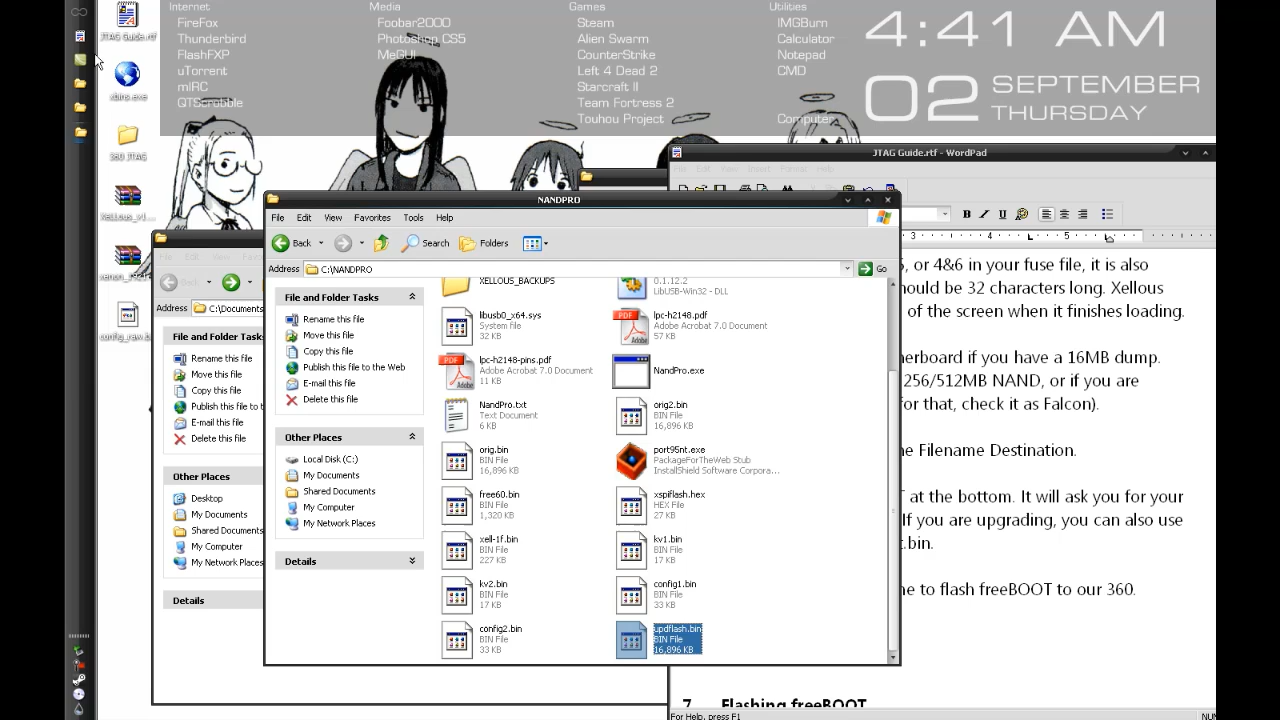 Internet
FireFox
Thunderbird
FlashFXP
uTorrent
mIRC
QTScrobble
Media
Foobar2000
Photoshop CS5
MeGUI
Games
Steam
Alien Swarm
CounterStrike
Left 4 Dead 2
Starcraft II
Team Fortress 2
Touhou Project
Utilities
IMGBurn
Calculator
Notepad
CMD
Computer
4:41 AM
02
SEPTEMBER
THURSDAY
JTAG Guide.rtf
xbins.exe
360 JTAG
Xellous_v1...
config_raw.b
JTAG Guide.rtf - WordPad
File Edit View Insert Format Help
3 4 5
, or 4&6 in your fuse file, it is also
hould be 32 characters long. Xellous
of the screen when it finishes loading.
herboard if you have a 16MB dump.
256/512MB NAND, or if you are
for that, check it as Falcon).
he Filename Destination.
at the bottom. It will ask you for your
If you are upgrading, you can also use
t.bin.
ne to flash freeBOOT to our 360.
7. Flashing freeBOOT
For Help, press F1
NUM
Back
Address C:\Documents
File and Folder Tasks
Rename this file
Move this file
Copy this file
Publish this file to t
E-mail this file
Delete this file
Other Places
Desktop
My Documents
Shared Documents
My Computer
My Network Places
Details
NANDPRO
File Edit View Favorites Tools Help
Back Search Folders
Address C:\NANDPRO Go
File and Folder Tasks
Rename this file
Move this file
Copy this file
Publish this file to the Web
E-mail this file
Delete this file
Other Places
Local Disk (C:)
My Documents
Shared Documents
My Computer
My Network Places
Details
XELLOUS_BACKUPS
0.1.12.2
LibUSB-Win32 - DLL
libusb0_x64.sys
System file
32 KB
lpc-h2148.pdf
Adobe Acrobat 7.0 Document
57 KB
lpc-h2148-pins.pdf
Adobe Acrobat 7.0 Document
11 KB
NandPro.exe
NandPro.txt
Text Document
6 KB
orig2.bin
BIN File
16,896 KB
orig.bin
BIN File
16,896 KB
port95nt.exe
PackageForTheWeb Stub
InstallShield Software Corpora...
free60.bin
BIN File
1,320 KB
xspiflash.hex
HEX File
27 KB
xell-1f.bin
BIN File
227 KB
kv1.bin
BIN File
17 KB
kv2.bin
BIN File
17 KB
config1.bin
BIN File
33 KB
config2.bin
BIN File
33 KB
updflash.bin
BIN File
16,896 KB